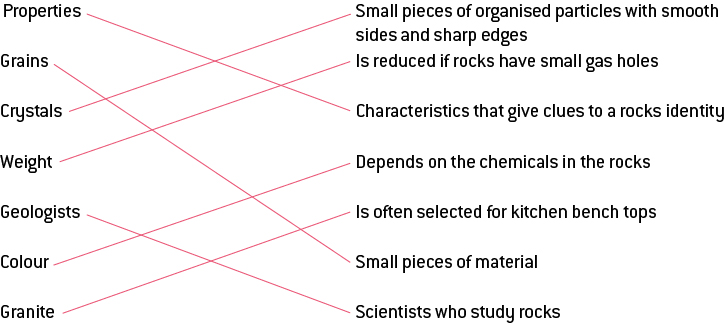 Properties
Small pieces of organised particles with smooth
sides and sharp edges
Grains
Is reduced if rocks have small gas holes
Crystals
Characteristics that give clues to a rocks identity
Weight
Depends on the chemicals in the rocks
Geologists
Is often selected for kitchen bench tops
Colour
Small pieces of material
Granite
Scientists who study rocks